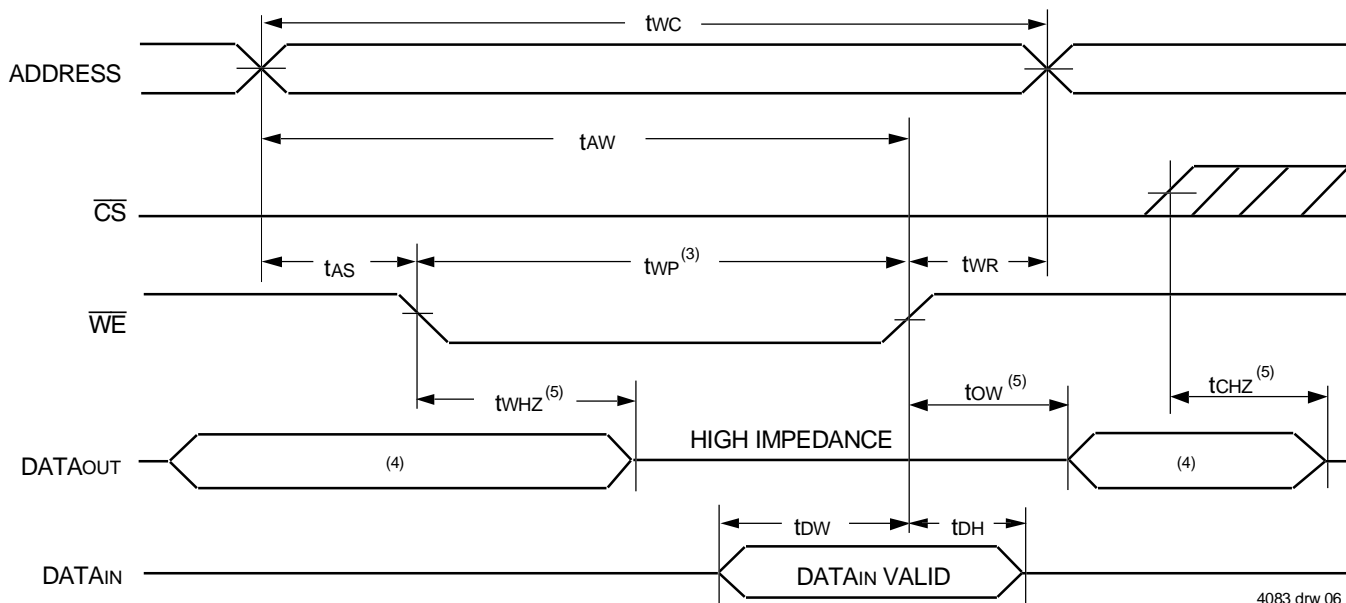 tWC
ADDRESS
tAW
CS
tAS
tWP(3)
tWR
WE
tWHZ(5)
tOW(5)
tCHZ(5)
HIGH IMPEDANCE
DATAOUT
(4)
(4)
tDW
tDH
DATAIN
DATAIN VALID
4083 drw 06